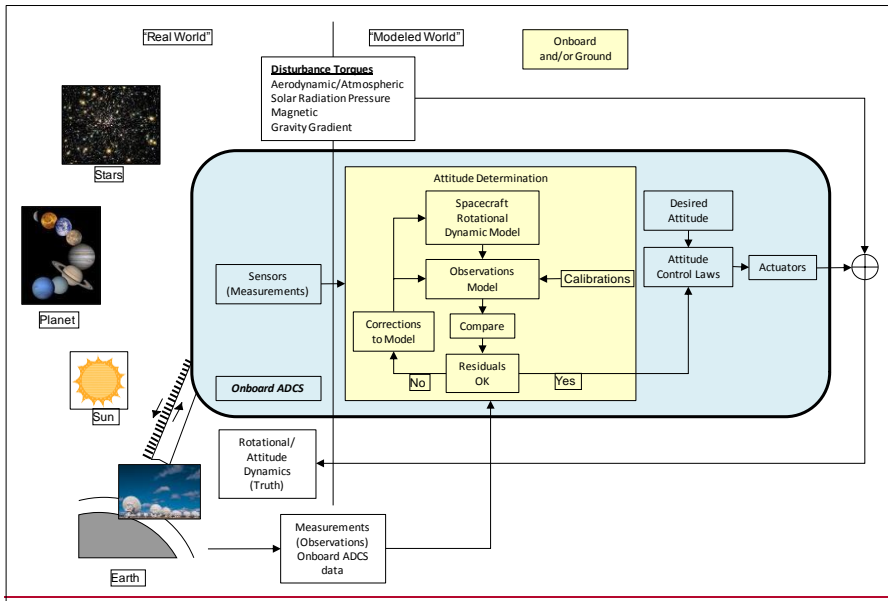 “Real World”
“Modeled World”
Onboard
and/or Ground
Disturbance Torques
Aerodynamic/Atmospheric
Solar Radiation Pressure
Magnetic
Gravity Gradient
Stars
Attitude Determination
Spacecraft
Rotational
Dynamic Model
Desired
Attitude
Sensors
(Measurements)
Observations
Model
Calibrations
Attitude
Control Laws
Actuators
Planet
Corrections
to Model
Compare
Residuals
OK
No
Yes
Onboard ADCS
Sun
Rotational/
Attitude
Dynamics
(Truth)
Measurements
(Observations)
Onboard ADCS
data
Earth